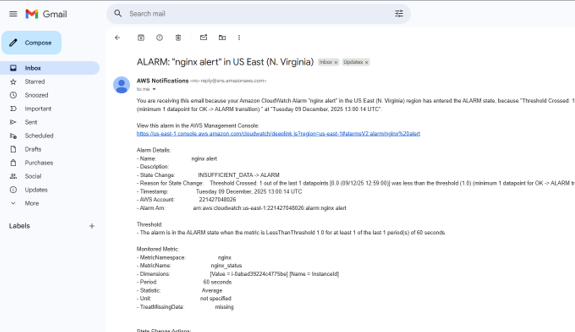 Gmail
Search mail
Compose
Inbox
Starred
Snoozed
Important
Sent
Scheduled
Drafts
Purchases
Social
Updates
More
Labels
ALARM: "nginx alert" in US East (N. Virginia) Inbox x Updates x
AWS Notifications <no-reply@sns.amazonaws.com>
to me
You are receiving this email because your Amazon CloudWatch Alarm "nginx alert" in the US East (N. Virginia) region has entered the ALARM state, because "Threshold Crossed: 1
(minimum 1 datapoint for OK -> ALARM transition)." at "Tuesday 09 December, 2025 13:00:14 UTC".
View this alarm in the AWS Management Console:
https://us-east-1.console.aws.amazon.com/cloudwatch/deeplink.js?region=us-east-1#alarmsV2:alarm/nginx%20alert
Alarm Details:
- Name: nginx alert
- Description:
- State Change: INSUFFICIENT_DATA -> ALARM
- Reason for State Change: Threshold Crossed: 1 out of the last 1 datapoints [0.0 (09/12/25 12:59:00)] was less than the threshold (1.0) (minimum 1 datapoint for OK -> ALARM tr
- Timestamp: Tuesday 09 December, 2025 13:00:14 UTC
- AWS Account: 221427048026
- Alarm Arn: arn:aws:cloudwatch:us-east-1:221427048026:alarm:nginx alert
Threshold:
- The alarm is in the ALARM state when the metric is LessThanThreshold 1.0 for at least 1 of the last 1 period(s) of 60 seconds.
Monitored Metric:
- MetricNamespace: nginx
- MetricName: nginx_status
- Dimensions: [Value = i-0abad39224c4775be] [Name = InstanceId]
- Period: 60 seconds
- Statistic: Average
- Unit: not specified
- TreatMissingData: missing
State Change Actions: